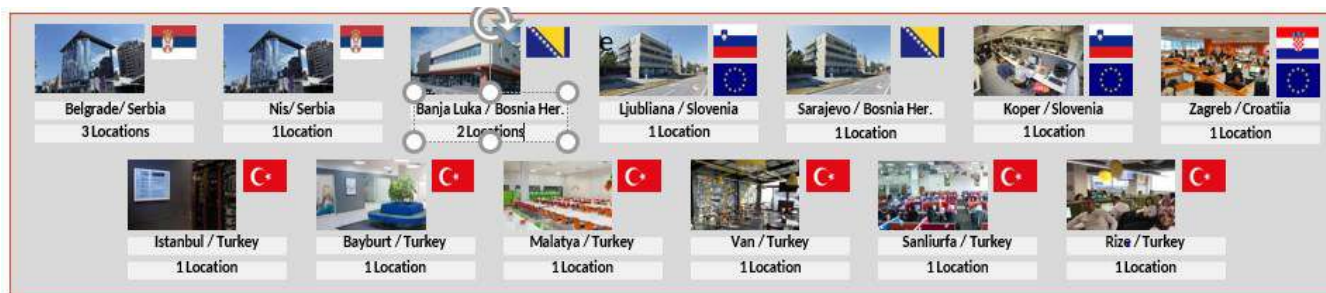 e
Belgrade/ Serbia
3 Locations
Nis/ Serbia
1 Location
Banja Luka / Bosnia Her.
2 Locations
Ljubliana / Slovenia
1 Location
Sarajevo / Bosnia Her.
1 Location
Koper / Slovenia
1 Location
Zagreb / Croatiia
1 Location
Istanbul / Turkey
1 Location
Bayburt / Turkey
1 Location
Malatya / Turkey
1 Location
Van / Turkey
1 Location
Sanliurfa / Turkey
1 Location
Rize / Turkey
1 Location